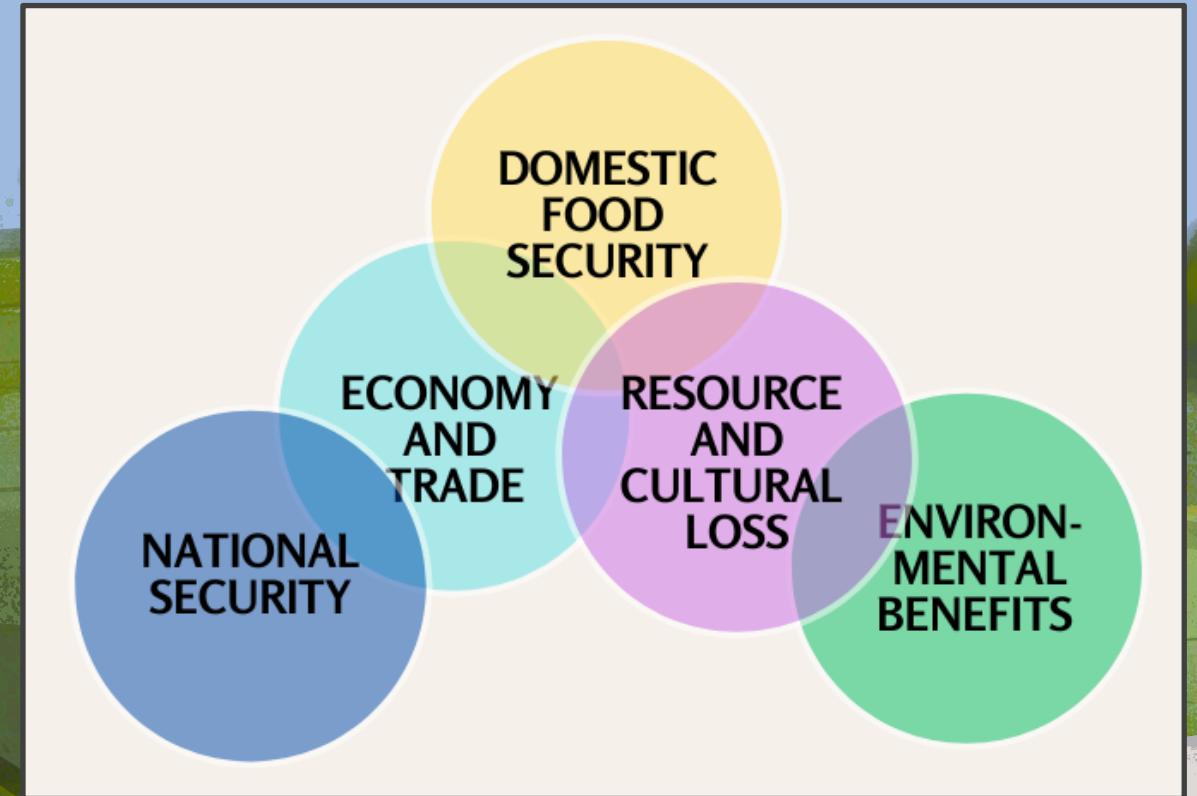 DOMESTIC
FOOD
SECURITY
ECONOMY
AND
TRADE
RESOURCE
AND
CULTURAL
LOSS
NATIONAL
SECURITY
ENVIRON-
MENTAL
BENEFITS